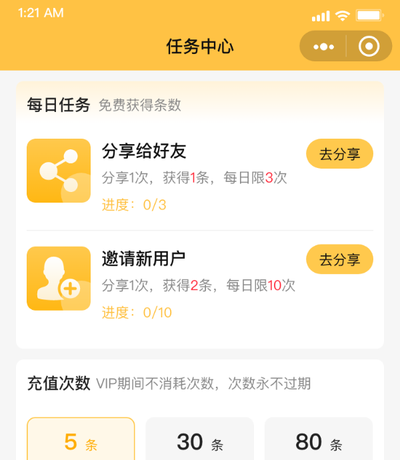 1:21 AM
任务中心
每日任务 免费获得条数
分享给好友
去分享
分享1次，获得1条，每日限3次
进度：0/3
邀请新用户
去分享
分享1次，获得2条，每日限10次
进度：0/10
充值次数 VIP期间不消耗次数，次数永不过期
5 条 30 条 80 条